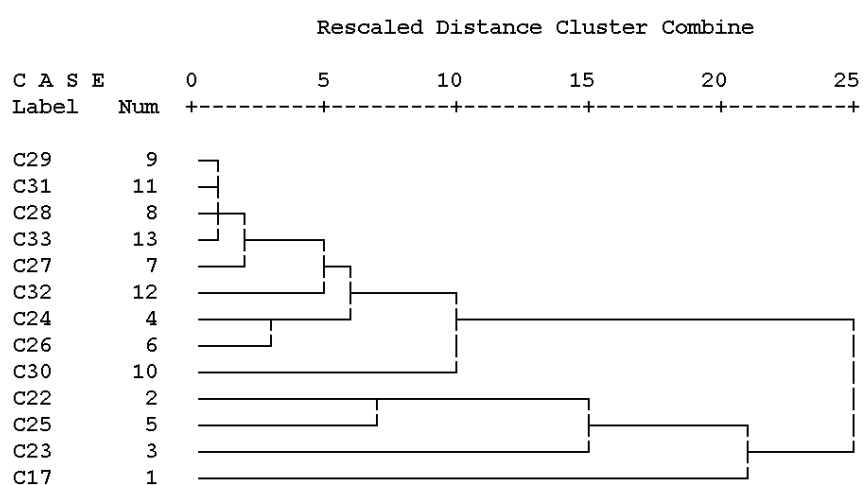 Rescaled Distance Cluster Combine
C A S E 0 5 10 15 20 25
Label Num +---------+---------+---------+---------+---------+
C29 9
C31 11
C28 8
C33 13
C27 7
C32 12
C24 4
C26 6
C30 10
C22 2
C25 5
C23 3
C17 1